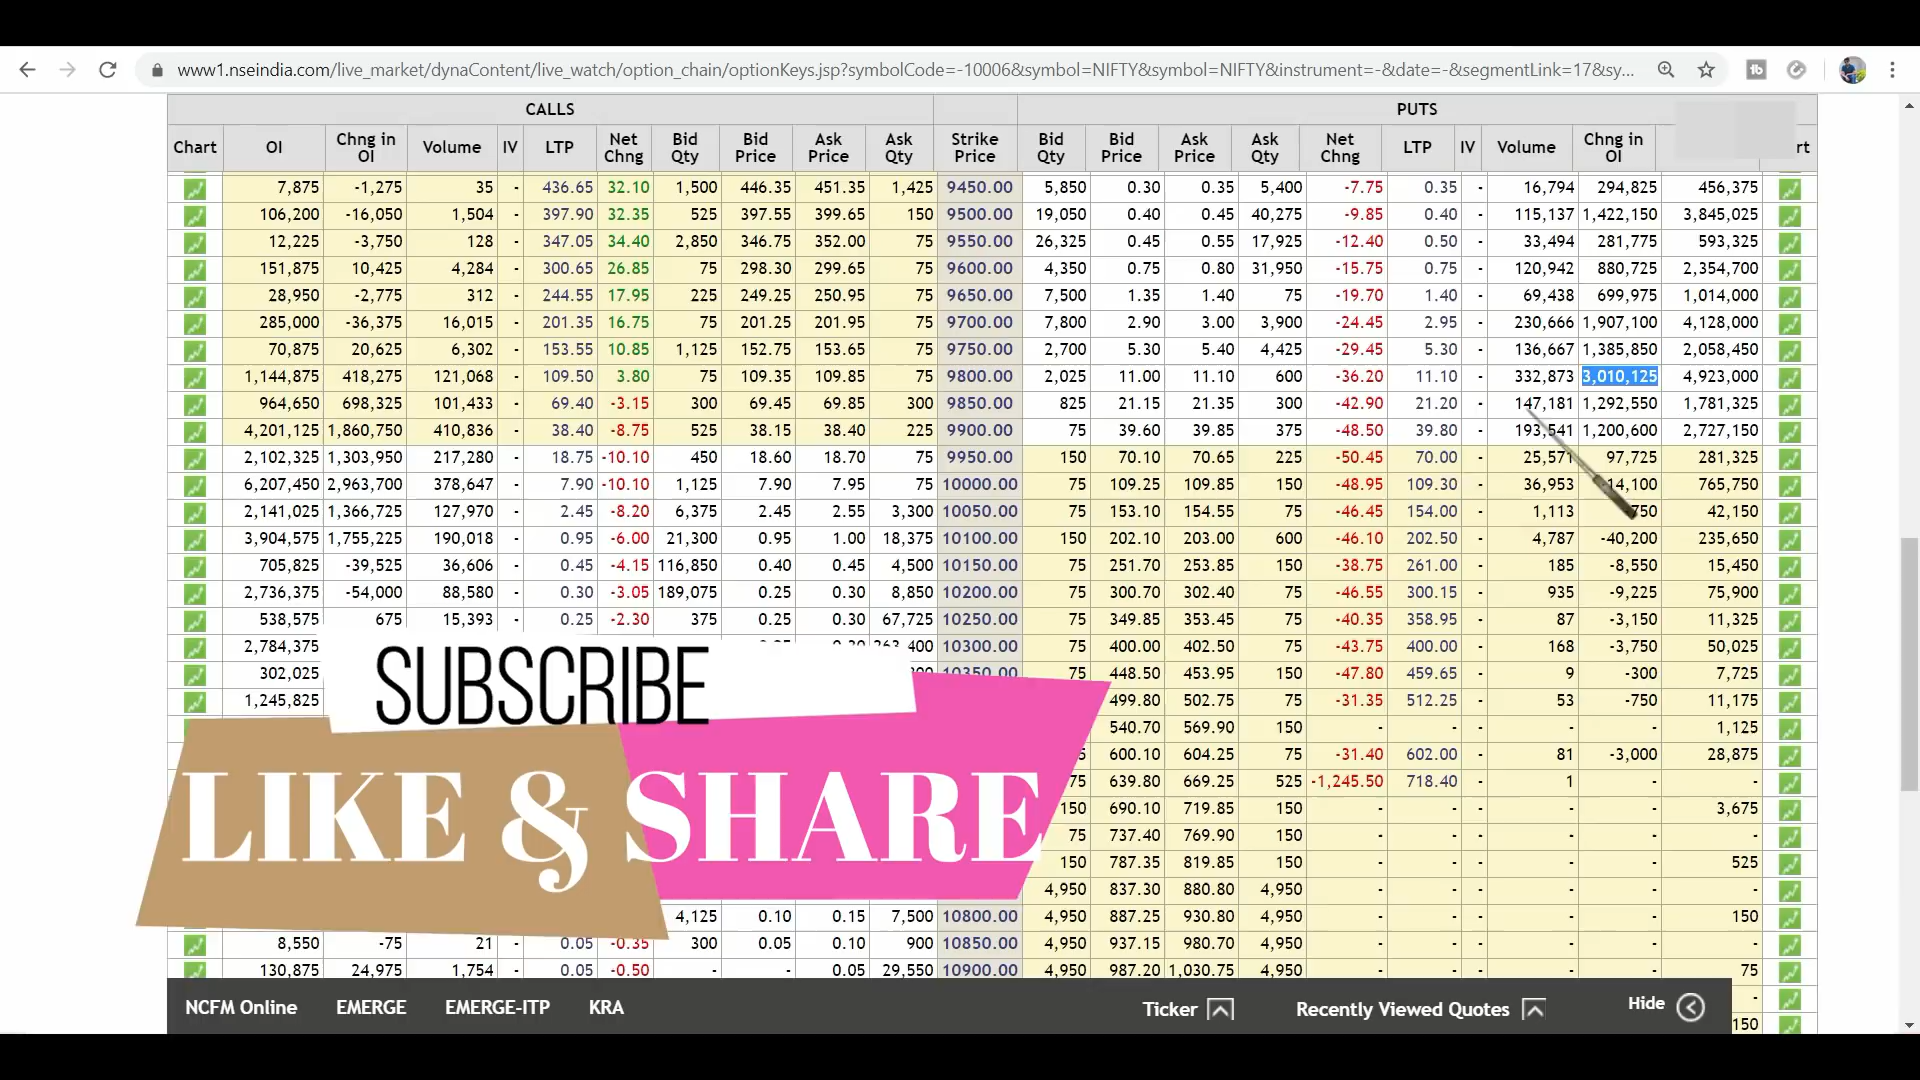 www1.nseindia.com/live_market/dynaContent/live_watch/option_chain/optionKeys.jsp?symbolCode=-10006&symbol=NIFTY&symbol=NIFTY&instrument=-&date=-&segmentLink=17&sy...
CALLS PUTS
Chart OI Chng in OI Volume IV LTP Net Chng Bid Qty Bid Price Ask Price Ask Qty Strike Price Bid Qty Bid Price Ask Price Ask Qty Net Chng LTP IV Volume Chng in OI rt
7,875 -1,275 35 - 436.65 32.10 1,500 446.35 451.35 1,425 9450.00 5,850 0.30 0.35 5,400 -7.75 0.35 - 16,794 294,825 456,375
106,200 -16,050 1,504 - 397.90 32.35 525 397.55 399.65 150 9500.00 19,050 0.40 0.45 40,275 -9.85 0.40 - 115,137 1,422,150 3,845,025
12,225 -3,750 128 - 347.05 34.40 2,850 346.75 352.00 75 9550.00 26,325 0.45 0.55 17,925 -12.40 0.50 - 33,494 281,775 593,325
151,875 10,425 4,284 - 300.65 26.85 75 298.30 299.65 75 9600.00 4,350 0.75 0.80 31,950 -15.75 0.75 - 120,942 880,725 2,354,700
28,950 -2,775 312 - 244.55 17.95 225 249.25 250.95 75 9650.00 7,500 1.35 1.40 75 -19.70 1.40 - 69,438 699,975 1,014,000
285,000 -36,375 16,015 - 201.35 16.75 75 201.25 201.95 75 9700.00 7,800 2.90 3.00 3,900 -24.45 2.95 - 230,666 1,907,100 4,128,000
70,875 20,625 6,302 - 153.55 10.85 1,125 152.75 153.65 75 9750.00 2,700 5.30 5.40 4,425 -29.45 5.30 - 136,667 1,385,850 2,058,450
1,144,875 418,275 121,068 - 109.50 3.80 75 109.35 109.85 75 9800.00 2,025 11.00 11.10 600 -36.20 11.10 - 332,873 3,010,125 4,923,000
964,650 698,325 101,433 - 69.40 -3.15 300 69.45 69.85 300 9850.00 825 21.15 21.35 300 -42.90 21.20 - 147,181 1,292,550 1,781,325
4,201,125 1,860,750 410,836 - 38.40 -8.75 525 38.15 38.40 225 9900.00 75 39.60 39.85 375 -48.50 39.80 - 193,541 1,200,600 2,727,150
2,102,325 1,303,950 217,280 - 18.75 -10.10 450 18.60 18.70 75 9950.00 150 70.10 70.65 225 -50.45 70.00 - 25,571 97,725 281,325
6,207,450 2,963,700 378,647 - 7.90 -10.10 1,125 7.90 7.95 75 10000.00 75 109.25 109.85 150 -48.95 109.30 - 36,953 14,100 765,750
2,141,025 1,366,725 127,970 - 2.45 -8.20 6,375 2.45 2.55 3,300 10050.00 75 153.10 154.55 75 -46.45 154.00 - 1,113 750 42,150
3,904,575 1,755,225 190,018 - 0.95 -6.00 21,300 0.95 1.00 18,375 10100.00 150 202.10 203.00 600 -46.10 202.50 - 4,787 -40,200 235,650
705,825 -39,525 36,606 - 0.45 -4.15 116,850 0.40 0.45 4,500 10150.00 75 251.70 253.85 150 -38.75 261.00 - 185 -8,550 15,450
2,736,375 -54,000 88,580 - 0.30 -3.05 189,075 0.25 0.30 8,850 10200.00 75 300.70 302.40 75 -46.55 300.15 - 935 -9,225 75,900
538,575 675 15,393 - 0.25 -2.30 375 0.25 0.30 67,725 10250.00 75 349.85 353.45 75 -40.35 358.95 - 87 -3,150 11,325
2,784,375 10300.00 75 400.00 402.50 75 -43.75 400.00 - 168 -3,750 50,025
302,025 10350.00 75 448.50 453.95 150 -47.80 459.65 - 9 -300 7,725
1,245,825 499.80 502.75 75 -31.35 512.25 - 53 -750 11,175
540.70 569.90 150 - - - - - 1,125
600.10 604.25 75 -31.40 602.00 - 81 -3,000 28,875
75 639.80 669.25 525 -1,245.50 718.40 - 1 - -
150 690.10 719.85 150 - - - - - 3,675
75 737.40 769.90 150 - - - - - -
150 787.35 819.85 150 - - - - - 525
4,950 837.30 880.80 4,950 - - - - - -
4,125 0.10 0.15 7,500 10800.00 4,950 887.25 930.80 4,950 - - - - - 150
8,550 -75 21 - 0.05 -0.35 300 0.05 0.10 900 10850.00 4,950 937.15 980.70 4,950 - - - - - -
130,875 24,975 1,754 - 0.05 -0.50 - - 0.05 29,550 10900.00 4,950 987.20 1,030.75 4,950 - - - - - 75
-
150
SUBSCRIBE
LIKE & SHARE
NCFM Online EMERGE EMERGE-ITP KRA Ticker Recently Viewed Quotes Hide